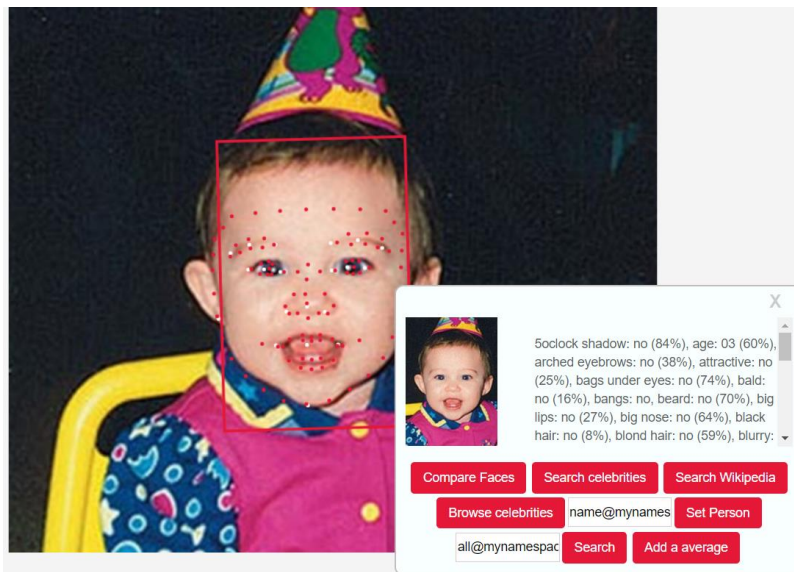 X
5oclock shadow: no (84%), age: 03 (60%),
arched eyebrows: no (38%), attractive: no
(25%), bags under eyes: no (74%), bald:
no (16%), bangs: no, beard: no (70%), big
lips: no (27%), big nose: no (64%), black
hair: no (8%), blond hair: no (59%), blurry:
Compare Faces Search celebrities Search Wikipedia
Browse celebrities name@mynames Set Person
all@mynamespac Search Add a average